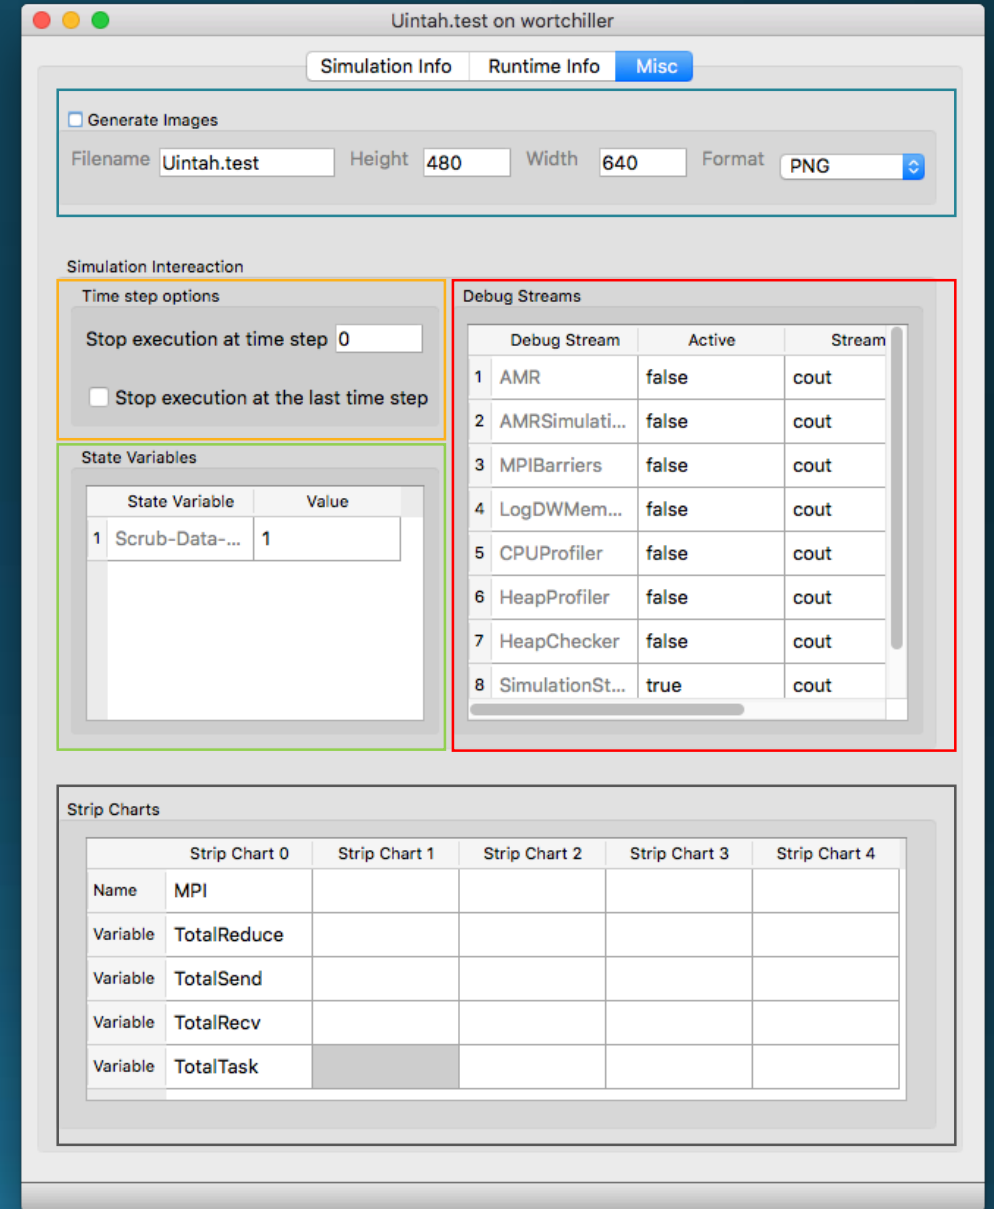 Uintah.test on wortchiller
Simulation Info Runtime Info Misc
Generate Images
Filename Uintah.test Height 480 Width 640 Format PNG
Simulation Intereaction
Time step options
Stop execution at time step 0
Stop execution at the last time step
State Variables
State Variable Value
1 Scrub-Data-... 1
Debug Streams
Debug Stream Active Stream
1 AMR false cout
2 AMRSimulati... false cout
3 MPIBarriers false cout
4 LogDWMem... false cout
5 CPUProfiler false cout
6 HeapProfiler false cout
7 HeapChecker false cout
8 SimulationSt... true cout
Strip Charts
Strip Chart 0 Strip Chart 1 Strip Chart 2 Strip Chart 3 Strip Chart 4
Name MPI
Variable TotalReduce
Variable TotalSend
Variable TotalRecv
Variable TotalTask